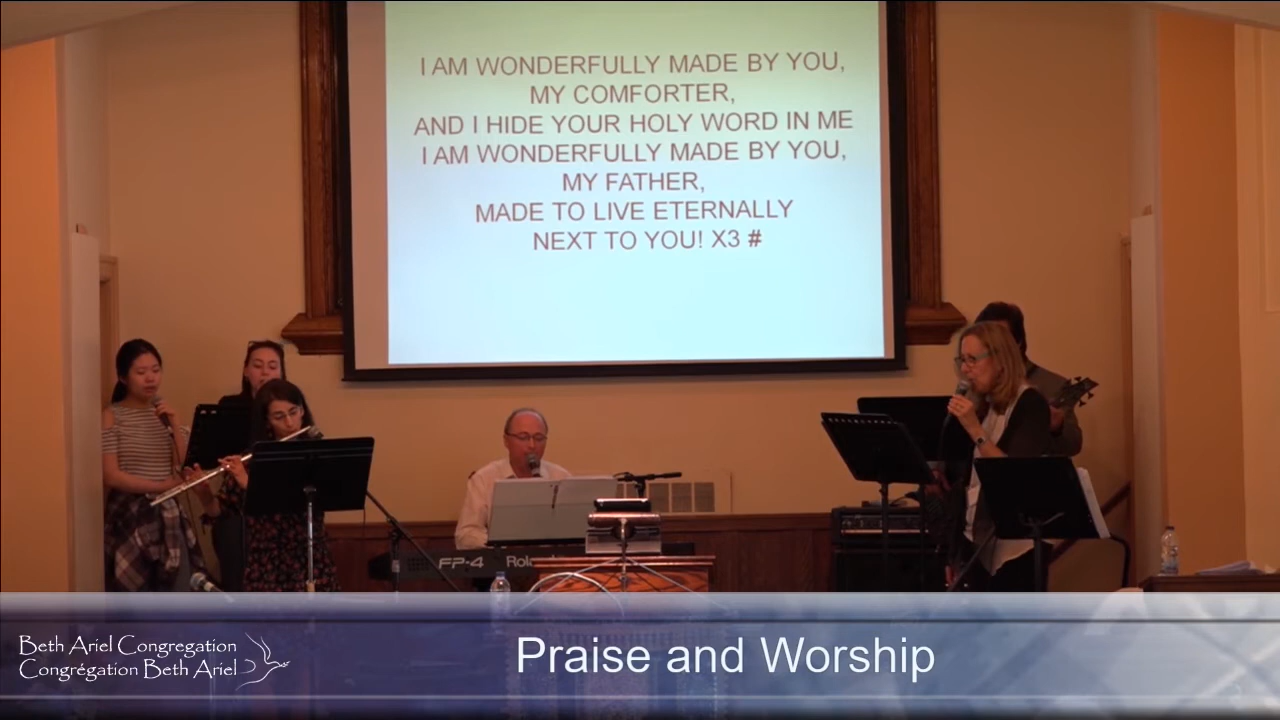 I AM WONDERFULLY MADE BY YOU,
MY COMFORTER,
AND I HIDE YOUR HOLY WORD IN ME
I AM WONDERFULLY MADE BY YOU,
MY FATHER,
MADE TO LIVE ETERNALLY
NEXT TO YOU! X3 #
FP-4 Roland
Beth Ariel Congregation
Congrégation Beth Ariel
Praise and Worship